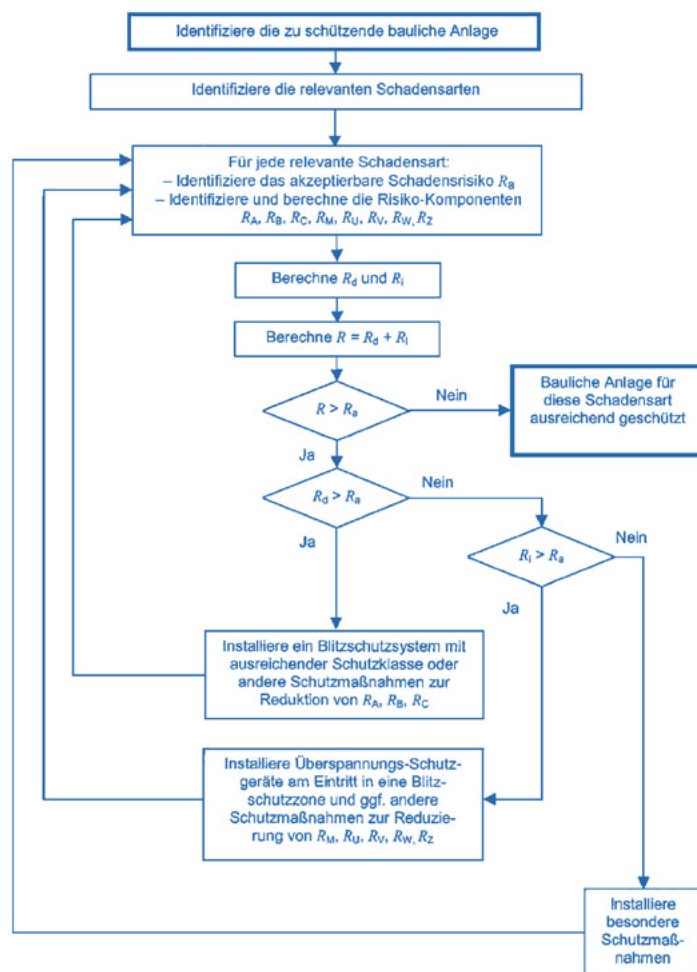 Identifiziere die zu schützende bauliche Anlage
Identifiziere die relevanten Schadensarten
Für jede relevante Schadensart:
– Identifiziere das akzeptierbare Schadensrisiko Ra
– Identifiziere und berechne die Risiko-Komponenten
RA, RB, RC, RM, RU, RV, RW, RZ
Berechne Rd und Ri
Berechne R = Rd + Ri
R > Ra
Nein
Bauliche Anlage für
diese Schadensart
ausreichend geschützt
Ja
Rd > Ra
Nein
Ja
Ri > Ra
Nein
Ja
Installiere ein Blitzschutzsystem mit
ausreichender Schutzklasse oder
andere Schutzmaßnahmen zur
Reduktion von RA, RB, RC
Installiere Überspannungs-Schutz-
geräte am Eintritt in eine Blitz-
schutzzone und ggf. andere
Schutzmaßnahmen zur Reduzie-
rung von RM, RU, RV, RW, RZ
Installiere
besondere
Schutzmaß-
nahmen